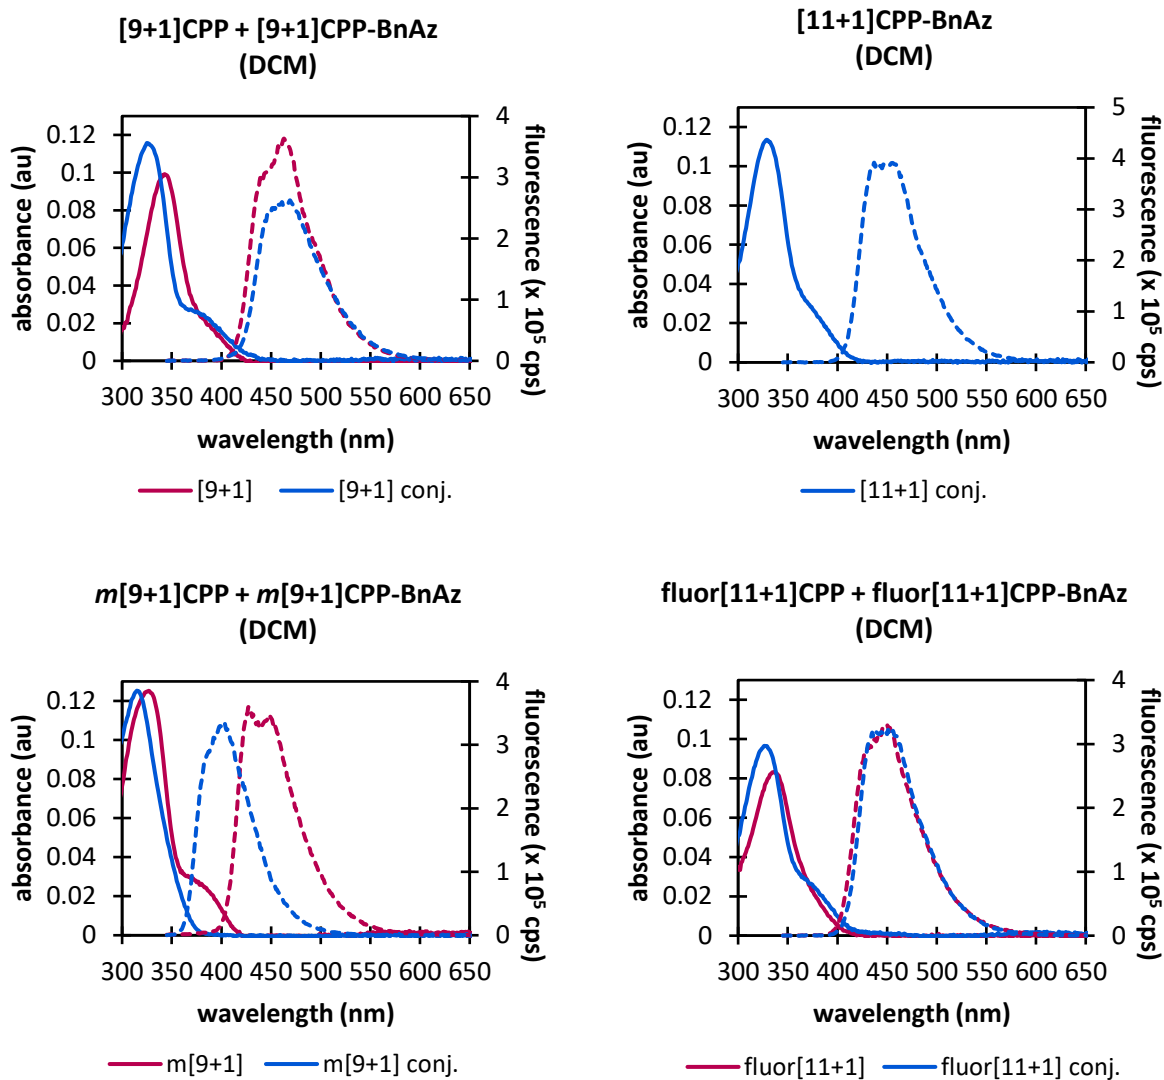 [9+1]CPP + [9+1]CPP-BnAz
(DCM)
absorbance (au)
0.12
0.1
0.08
0.06
0.04
0.02
0
4
3
2
1
0
fluorescence (x 10⁵ cps)
300 350 400 450 500 550 600 650
wavelength (nm)
[9+1] [9+1] conj.
[11+1]CPP-BnAz
(DCM)
absorbance (au)
0.12
0.1
0.08
0.06
0.04
0.02
0
5
4
3
2
1
0
fluorescence (x 10⁵ cps)
300 350 400 450 500 550 600 650
wavelength (nm)
[11+1] conj.
m[9+1]CPP + m[9+1]CPP-BnAz
(DCM)
absorbance (au)
0.12
0.1
0.08
0.06
0.04
0.02
0
4
3
2
1
0
fluorescence (x 10⁵ cps)
300 350 400 450 500 550 600 650
wavelength (nm)
m[9+1] m[9+1] conj.
fluor[11+1]CPP + fluor[11+1]CPP-BnAz
(DCM)
absorbance (au)
0.12
0.1
0.08
0.06
0.04
0.02
0
4
3
2
1
0
fluorescence (x 10⁵ cps)
300 350 400 450 500 550 600 650
wavelength (nm)
fluor[11+1] fluor[11+1] conj.